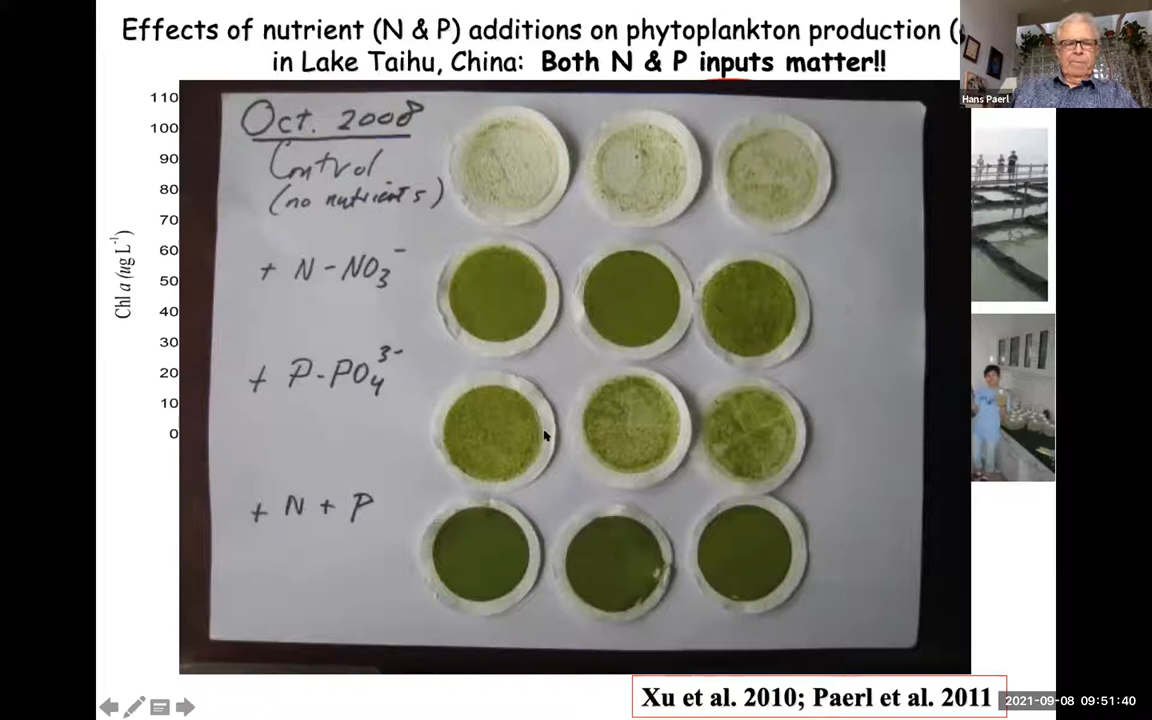 Effects of nutrient (N & P) additions on phytoplankton production (
in Lake Taihu, China: Both N & P inputs matter!!
Hans Paerl
110
100
90
80
70
60
50
40
30
20
10
0
Chl a (ug L⁻¹)
Oct. 2008
Control
(no nutrients)
+ N-NO₃⁻
+ P-PO₄³⁻
+ N + P
Xu et al. 2010; Paerl et al. 2011
2021-09-08 09:51:40